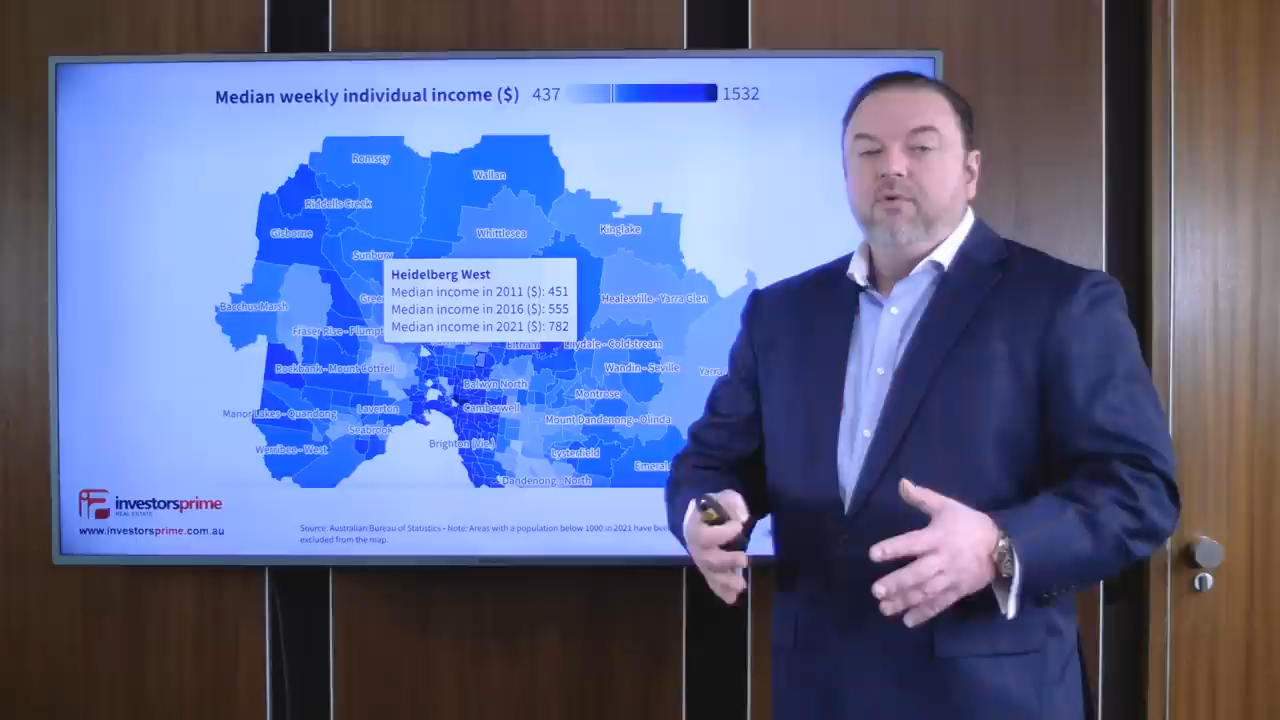 Median weekly individual income ($) 437 1532
Romsey
Wallan
Riddells Creek
Gisborne
Whittlesea
Kinglake
Sunbury
Heidelberg West
Median income in 2011 ($): 451
Median income in 2016 ($): 555
Median income in 2021 ($): 782
Gree
Healesville - Yarra Glen
Bacchus Marsh
Fraser Rise - Plumpt
Eltham
Lilydale - Coldstream
Rockbank - Mount Cottrell
Wandin - Seville
Yarra
Balwyn North
Montrose
Manor Lakes - Quandong
Laverton
Camberwell
Mount Dandenong - Olinda
Seabrook
Brighton (Vic.)
Werribee - West
Lysterfield
Emeral
Dandenong - North
investorsprime
REAL ESTATE
www.investorsprime.com.au
Source: Australian Bureau of Statistics • Note: Areas with a population below 1000 in 2021 have bee
excluded from the map.